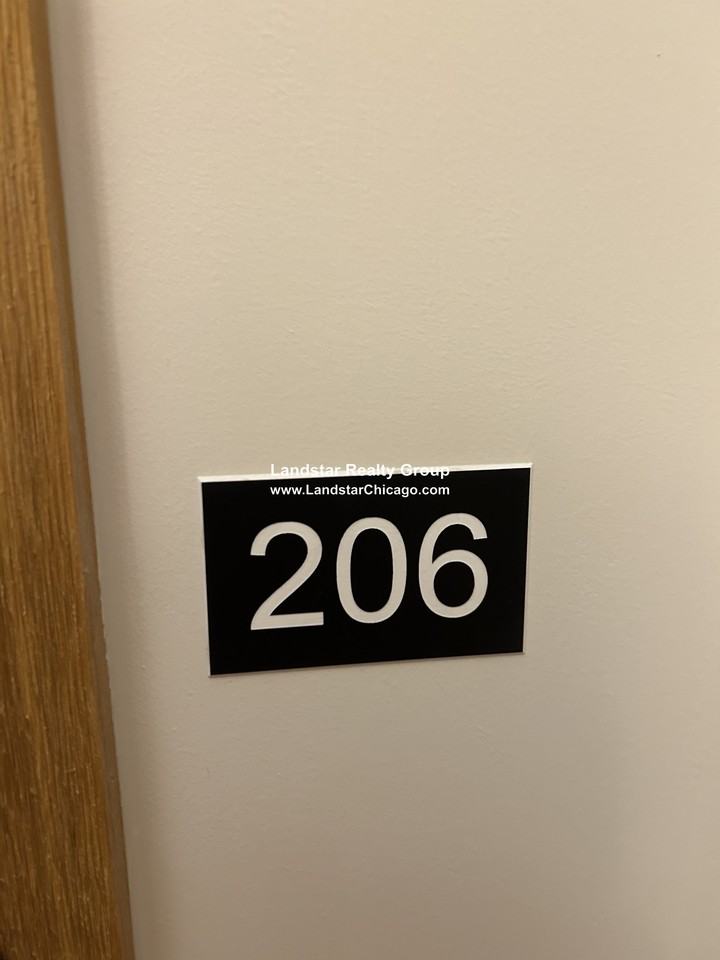 Landstar Realty Group
www.LandstarChicago.com
206